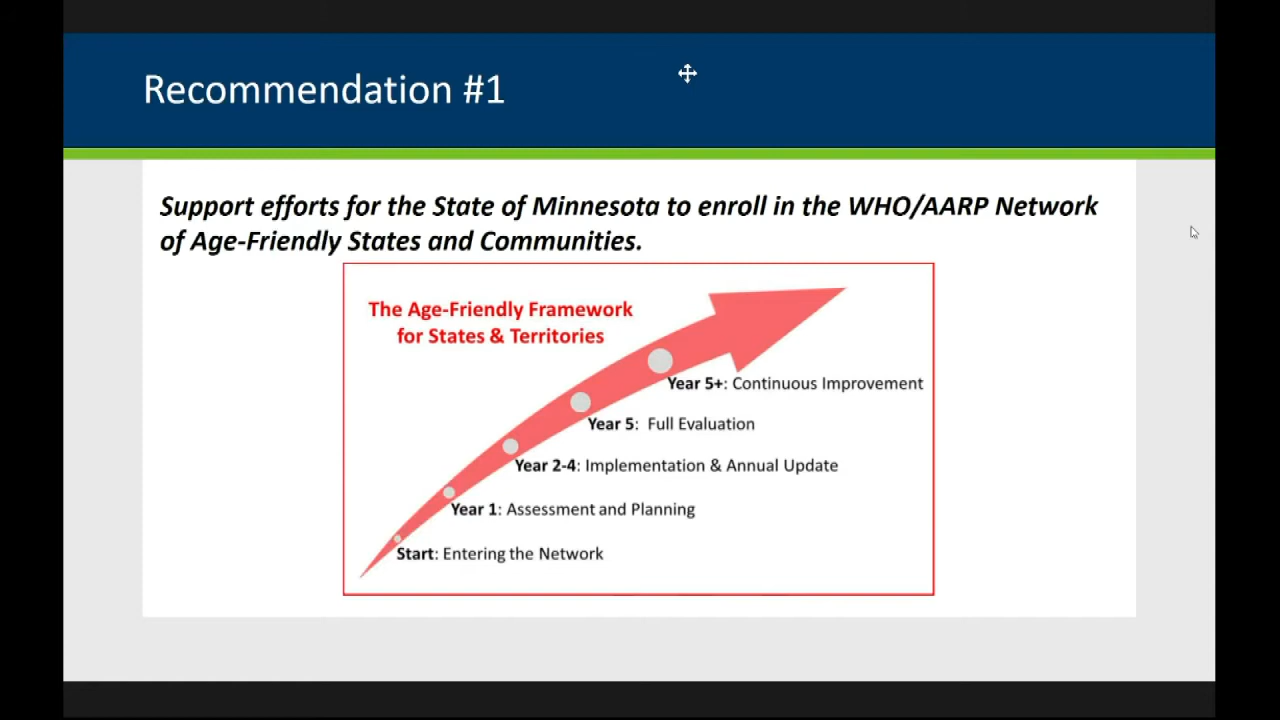 Recommendation #1
Support efforts for the State of Minnesota to enroll in the WHO/AARP Network
of Age-Friendly States and Communities.
The Age-Friendly Framework
for States & Territories
Year 5+: Continuous Improvement
Year 5:  Full Evaluation
Year 2-4: Implementation & Annual Update
Year 1: Assessment and Planning
Start: Entering the Network